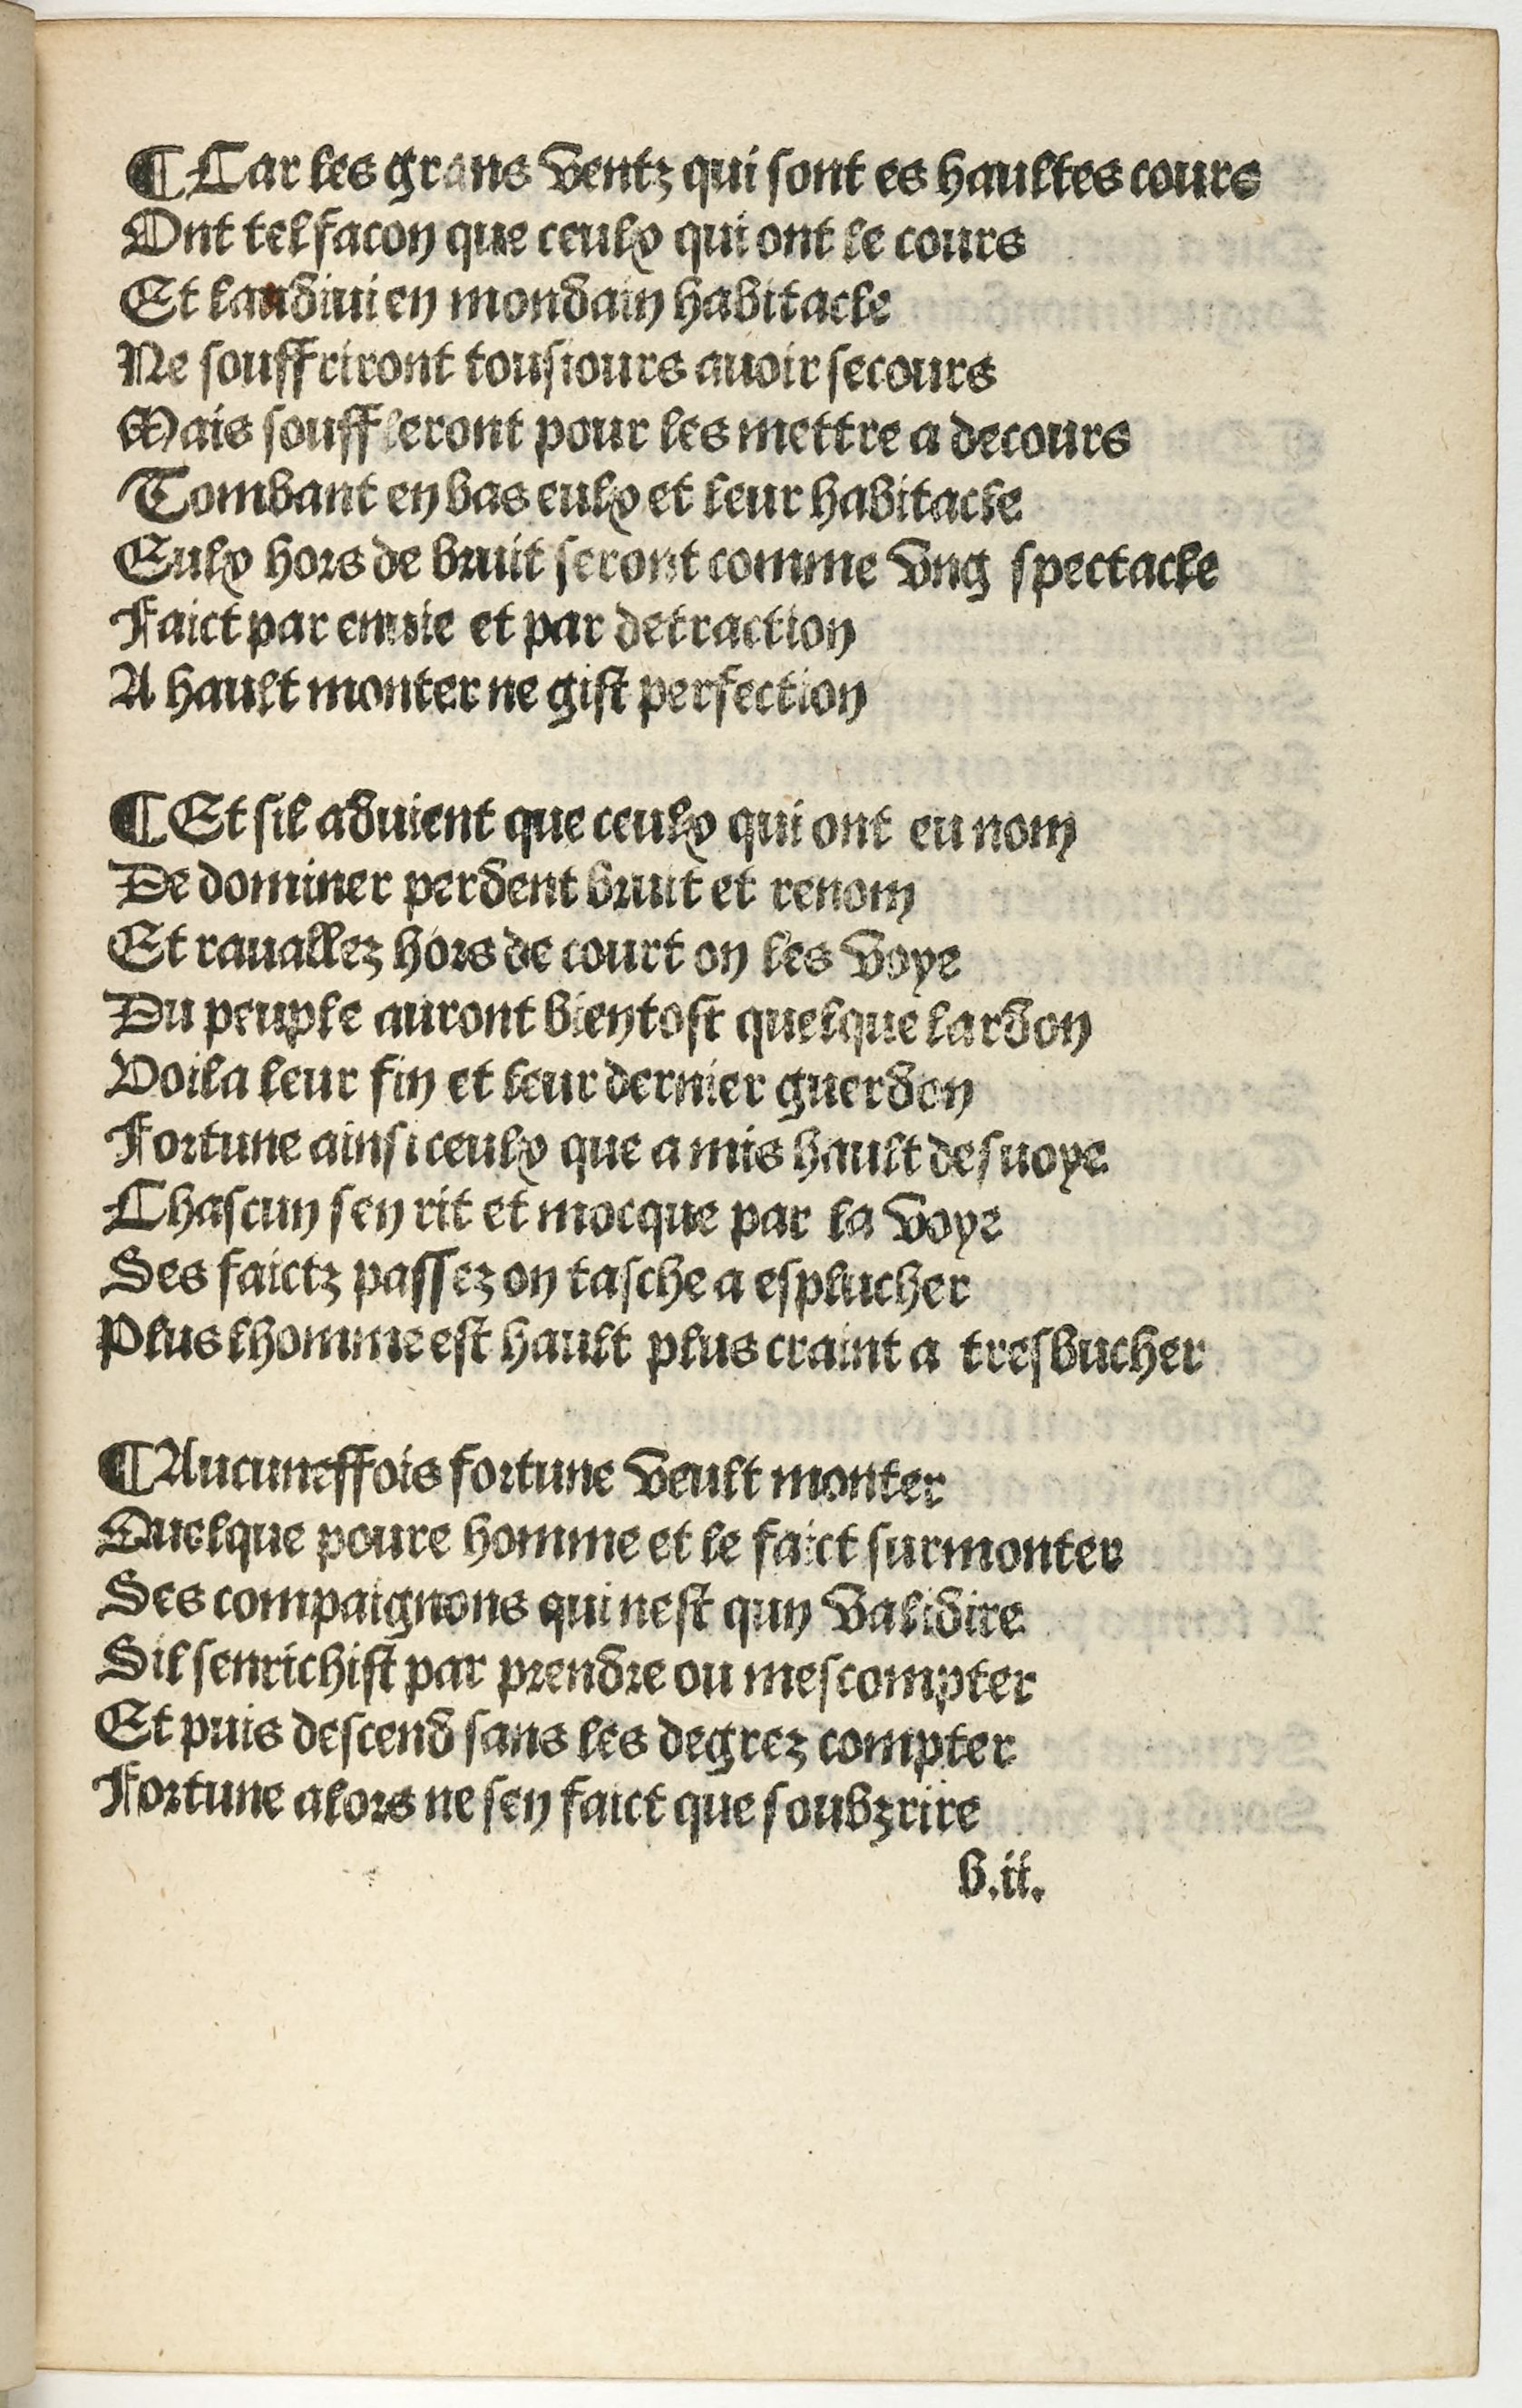 ¶ Car les grans ventz qui sont es haultes cours
Ont tel facon que ceulx qui ont le cours
Et laudiui en mondain habitacle
Ne souffriront tousiours auoir secours
Mais souffleront pour les mettre a decours
Tombant en bas eulx et leur habitacle
Eulx hors de bruit seront comme vng spectacle
Faict par enuie et par detraction
A hault monter ne gist perfection
¶ Et sil aduient que ceulx qui ont eu nom
De dominer perdent bruit et renom
Et rauallez hors de court on les voye
Du peuple auront bien tost quelque lardon
Voila leur fin et leur dernier guerdon
Fortune ainsi ceulx que a mis hault desuoye
Chascun sen rit et mocque par la voye
Ses faictz passez on tasche a esplucher
Plus lhomme est hault plus craint a tresbucher
¶ Aucuneffois fortune veult monter
Quelque poure homme et le faict surmonter
Ses compaignons qui nest qun validire
Sil senrichist par prendre ou mescompter
Et puis descend sans les degrez compter
Fortune alors ne sen faict que soubzrire
b.ii.